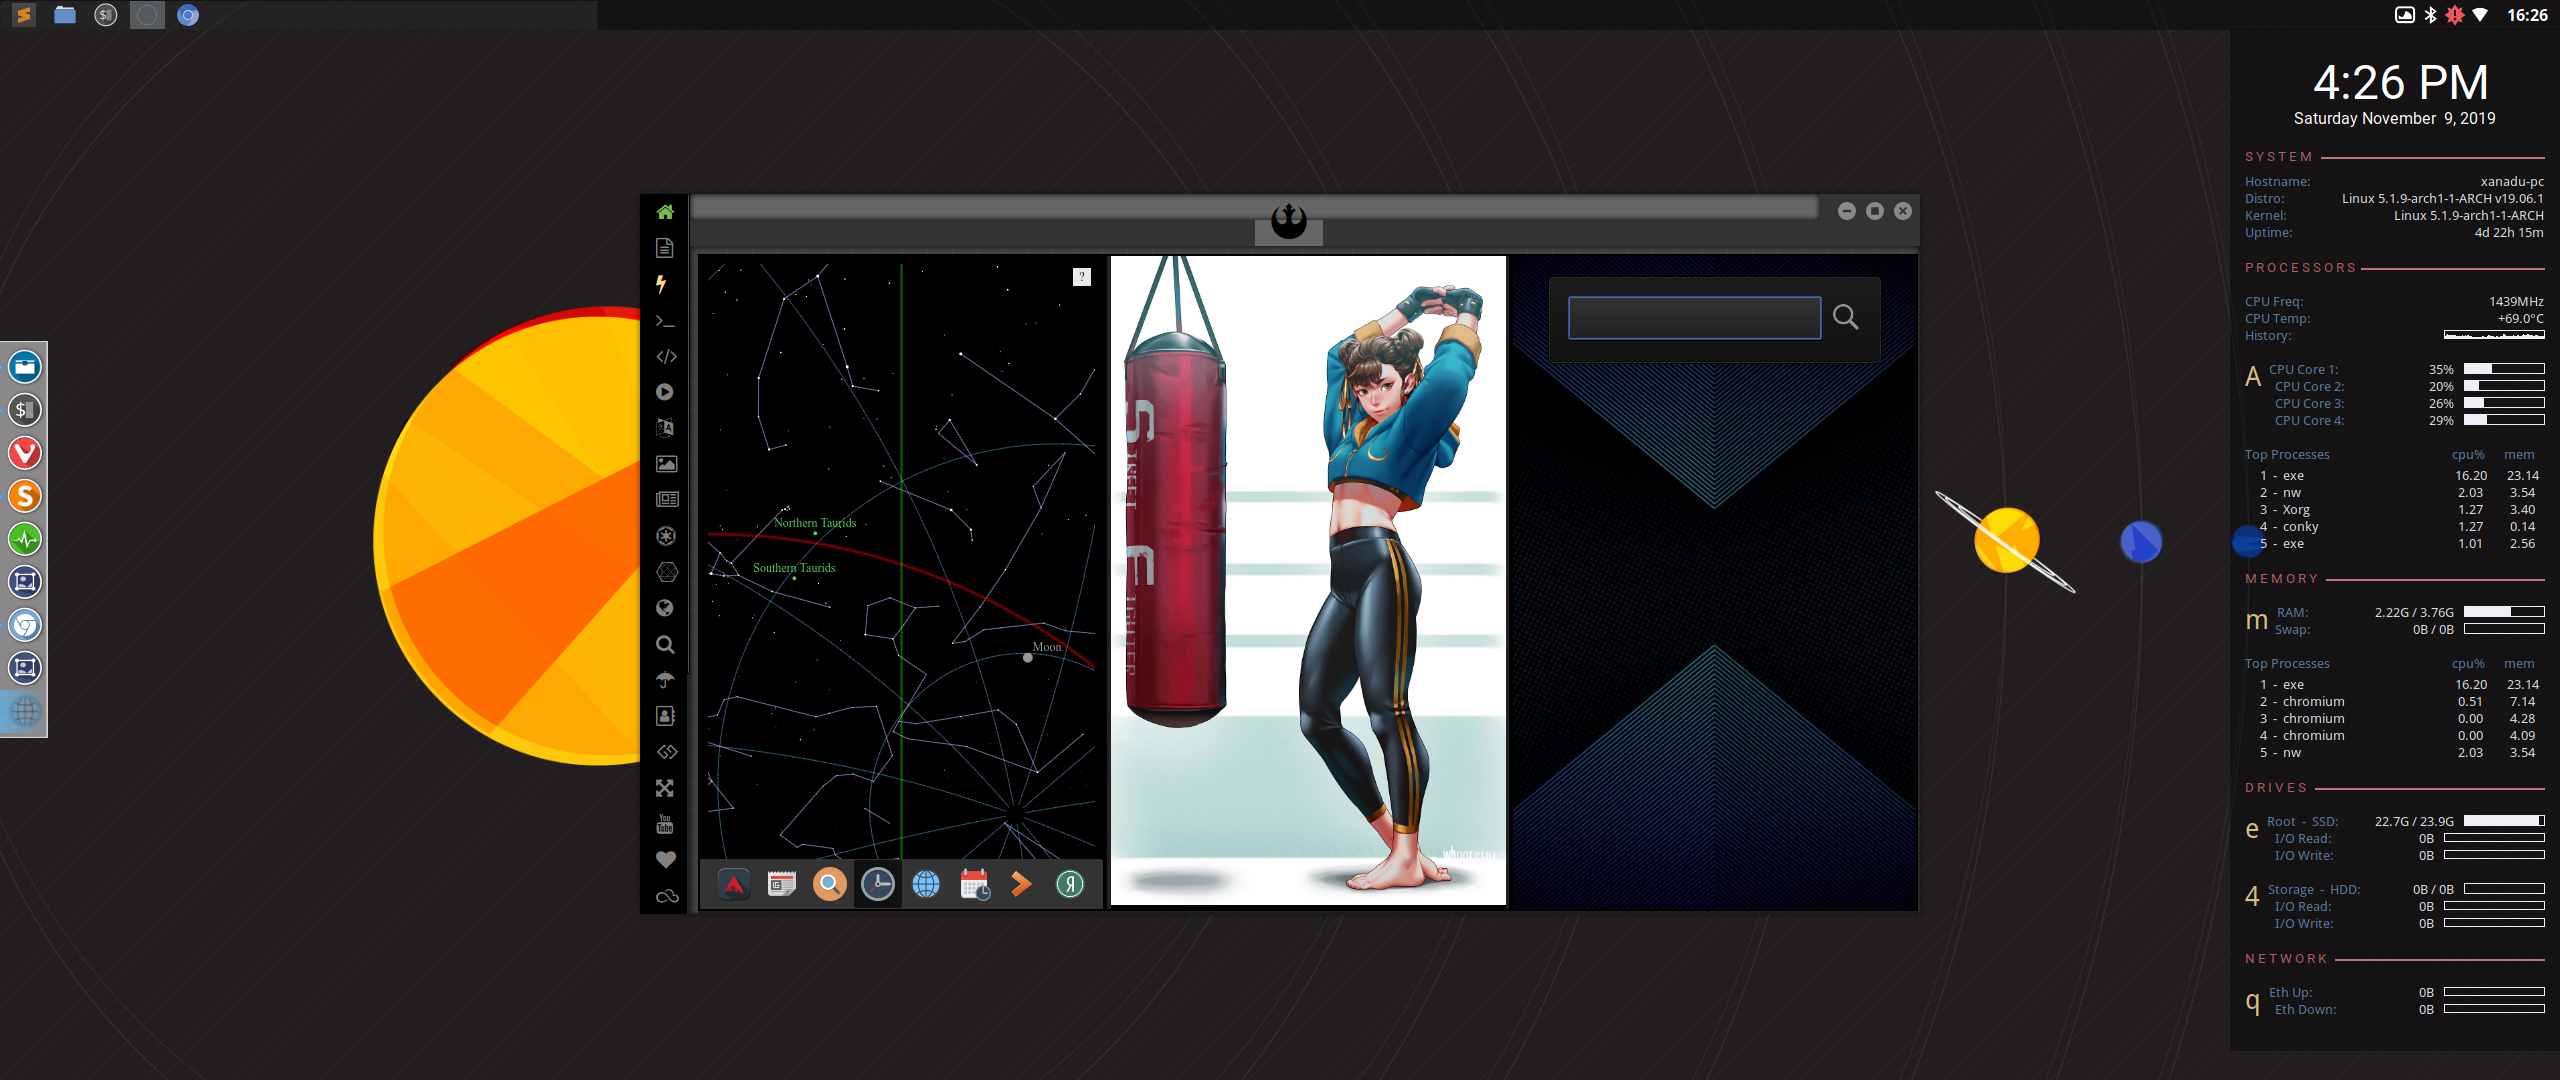 16:26
4:26 PM
Saturday November 9, 2019
SYSTEM
Hostname: xanadu-pc
Distro: Linux 5.1.9-arch1-1-ARCH v19.06.1
Kernel: Linux 5.1.9-arch1-1-ARCH
Uptime: 4d 22h 15m
PROCESSORS
CPU Freq: 1439MHz
CPU Temp: +69.0°C
History:
A CPU Core 1: 35%
CPU Core 2: 20%
CPU Core 3: 26%
CPU Core 4: 29%
Top Processes cpu% mem
1 - exe 16.20 23.14
2 - nw 2.03 3.54
3 - Xorg 1.27 3.40
4 - conky 1.27 0.14
5 - exe 1.01 2.56
MEMORY
m RAM: 2.22G / 3.76G
Swap: 0B / 0B
Top Processes cpu% mem
1 - exe 16.20 23.14
2 - chromium 0.51 7.14
3 - chromium 0.00 4.28
4 - chromium 0.00 4.09
5 - nw 2.03 3.54
DRIVES
e Root - SSD: 22.7G / 23.9G
I/O Read: 0B
I/O Write: 0B
4 Storage - HDD: 0B / 0B
I/O Read: 0B
I/O Write: 0B
NETWORK
q Eth Up: 0B
Eth Down: 0B
?
Northern Taurids
Southern Taurids
Moon
You
Tube